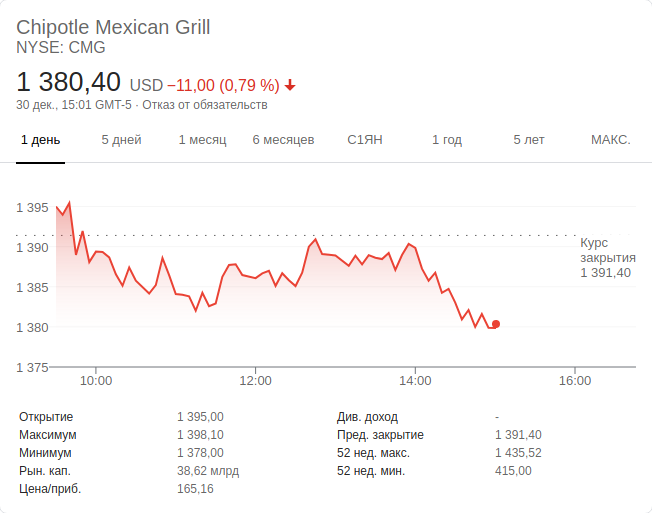 Chipotle Mexican Grill
NYSE: CMG
1 380,40 USD −11,00 (0,79 %)
30 дек., 15:01 GMT-5 · Отказ от обязательств
1 день 5 дней 1 месяц 6 месяцев С1ЯН 1 год 5 лет МАКС.
1 395
1 390
1 385
1 380
1 375
Курс
закрытия
1 391,40
10:00 12:00 14:00 16:00
Открытие 1 395,00 Див. доход -
Максимум 1 398,10 Пред. закрытие 1 391,40
Минимум 1 378,00 52 нед. макс. 1 435,52
Рын. кап. 38,62 млрд 52 нед. мин. 415,00
Цена/приб. 165,16